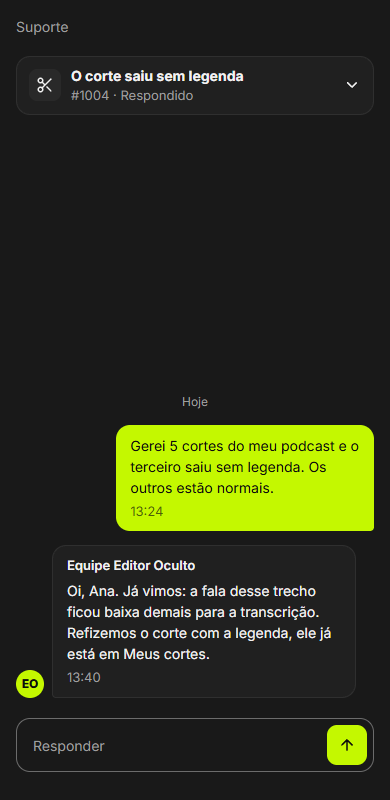 Suporte
O corte saiu sem legenda
#1004 · Respondido
Hoje
Gerei 5 cortes do meu podcast e o
terceiro saiu sem legenda. Os
outros estão normais.
13:24
Equipe Editor Oculto
Oi, Ana. Já vimos: a fala desse trecho
ficou baixa demais para a transcrição.
Refizemos o corte com a legenda, ele já
está em Meus cortes.
13:40
EO
Responder